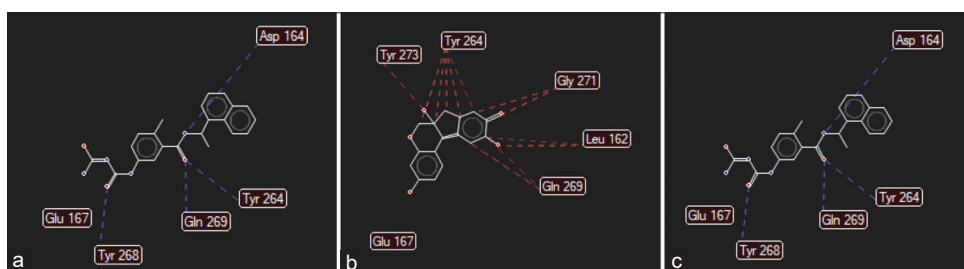 Asp 164
Tyr 264
Gln 269
Glu 167
Tyr 268
a
Tyr 264
Tyr 273
Gly 271
Leu 162
Gln 269
Glu 167
b
Asp 164
Tyr 264
Gln 269
Glu 167
Tyr 268
c